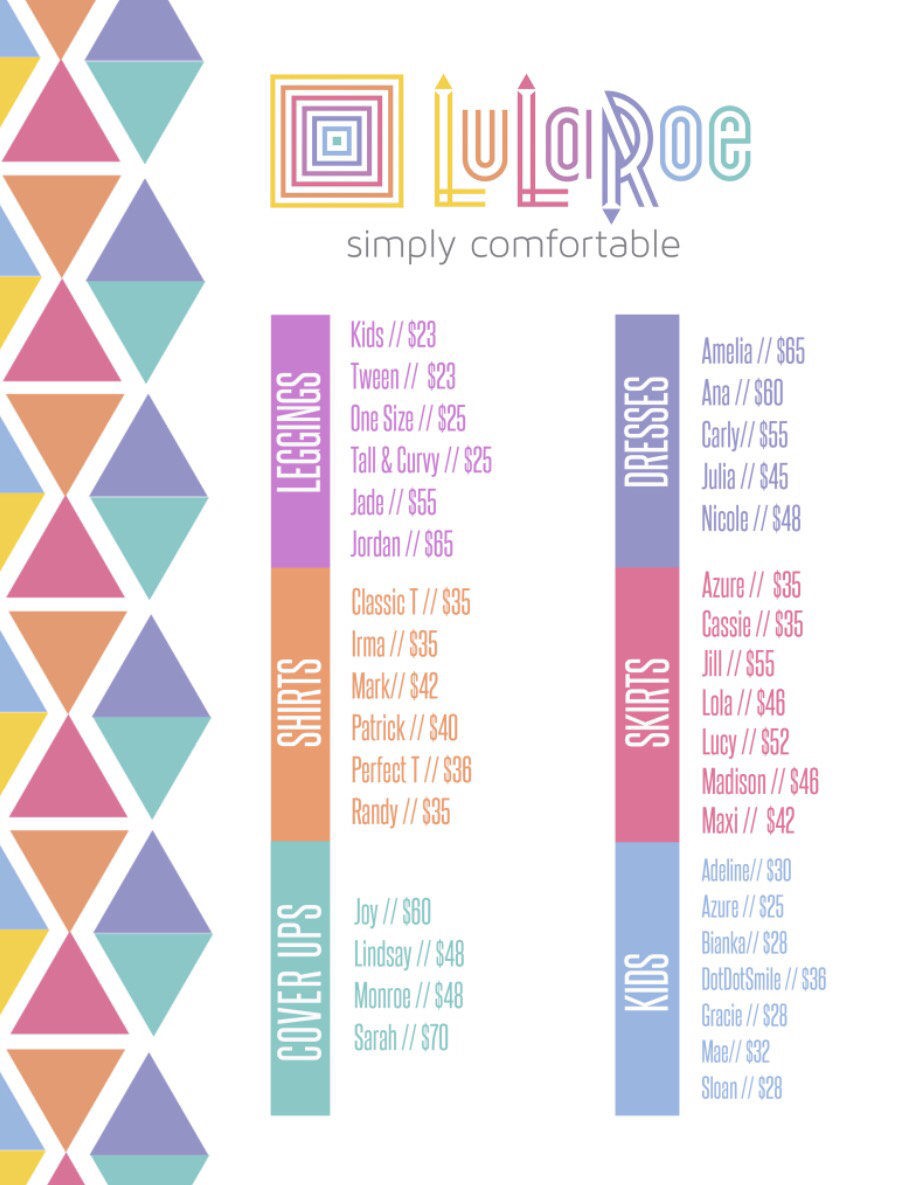 LuLaRoe
simply comfortable
LEGGINGS
Kids // $23
Tween // $23
One Size // $25
Tall & Curvy // $25
Jade // $55
Jordan // $65
SHIRTS
Classic T // $35
Irma // $35
Mark// $42
Patrick // $40
Perfect T // $36
Randy // $35
COVER UPS
Joy // $60
Lindsay // $48
Monroe // $48
Sarah // $70
DRESSES
Amelia // $65
Ana // $60
Carly// $55
Julia // $45
Nicole // $48
SKIRTS
Azure // $35
Cassie // $35
Jill // $55
Lola // $46
Lucy // $52
Madison // $46
Maxi // $42
KIDS
Adeline// $30
Azure // $25
Bianka// $28
DotDotSmile // $36
Gracie // $28
Mae// $32
Sloan // $28